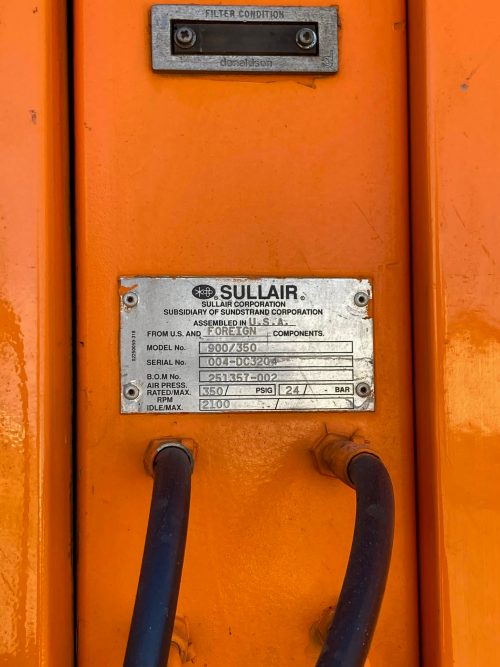 FILTER CONDITION
donaldson
SULLAIR®
SULLAIR CORPORATION
SUBSIDIARY OF SUNDSTRAND CORPORATION
ASSEMBLED IN U.S.A.
FROM U.S. AND FOREIGN COMPONENTS.
MODEL No. 900/350
SERIAL No. 004-DC3204
B.O.M No. 251357-002
AIR PRESS.
RATED/MAX. 350/ PSIG 24 / - BAR
RPM
IDLE/MAX. 2100 /